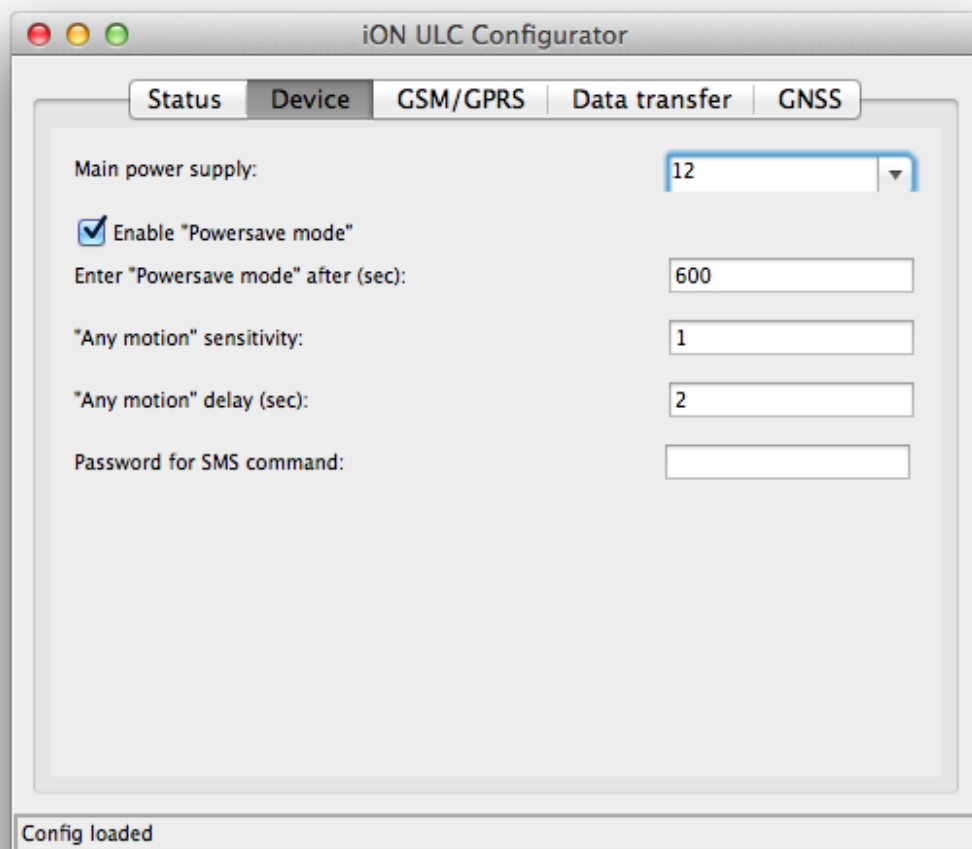 iON ULC Configurator
Status Device GSM/GPRS Data transfer GNSS
Main power supply: 12
Enable "Powersave mode"
Enter "Powersave mode" after (sec): 600
"Any motion" sensitivity: 1
"Any motion" delay (sec): 2
Password for SMS command:
Config loaded